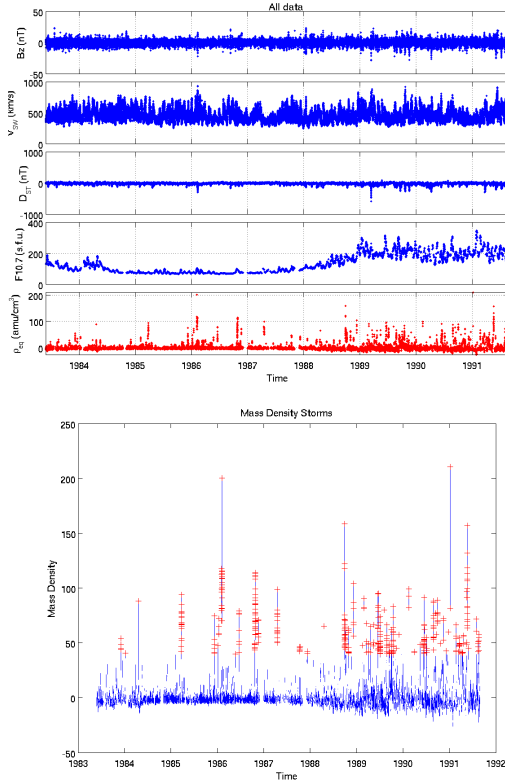 All data
50
0
-50
Bz (nT)
1000
500
0
V_SW (km/s)
1000
0
-1000
D_ST (nT)
400
200
0
F10.7 (s.f.u.)
200
100
0
ρ_eq (amu/cm^3)
1984 1985 1986 1987 1988 1989 1990 1991
Time
Mass Density Storms
250
200
150
100
50
0
-50
Mass Density
1983 1984 1985 1986 1987 1988 1989 1990 1991 1992
Time